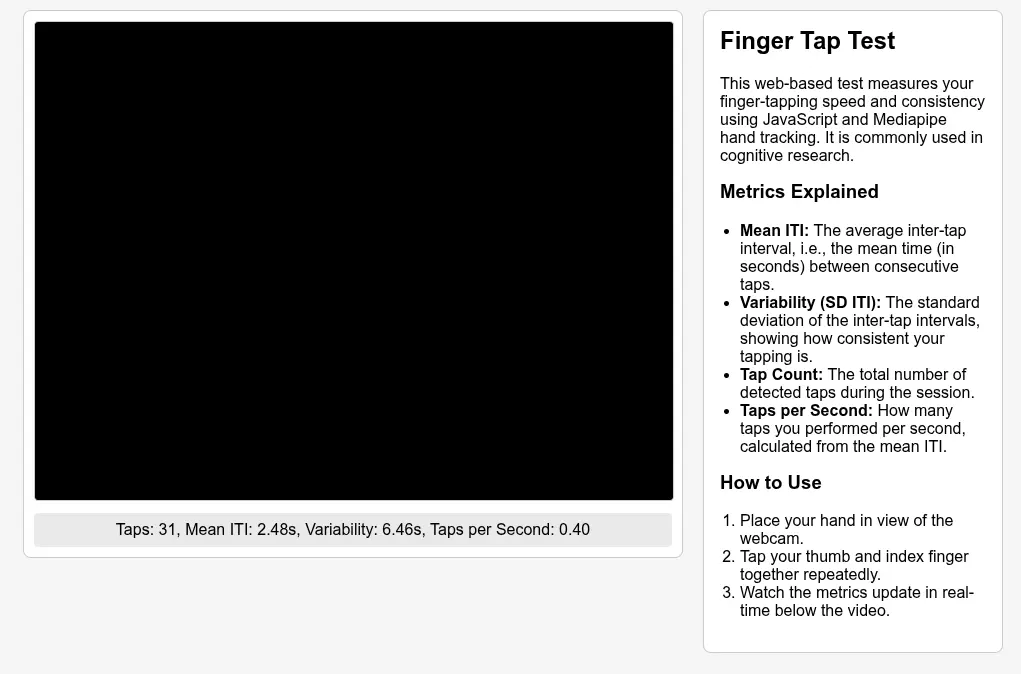 Taps: 31, Mean ITI: 2.48s, Variability: 6.46s, Taps per Second: 0.40
Finger Tap Test
This web-based test measures your
finger-tapping speed and consistency
using JavaScript and Mediapipe
hand tracking. It is commonly used in
cognitive research.
Metrics Explained
• Mean ITI: The average inter-tap
interval, i.e., the mean time (in
seconds) between consecutive
taps.
• Variability (SD ITI): The standard
deviation of the inter-tap intervals,
showing how consistent your
tapping is.
• Tap Count: The total number of
detected taps during the session.
• Taps per Second: How many
taps you performed per second,
calculated from the mean ITI.
How to Use
1. Place your hand in view of the
webcam.
2. Tap your thumb and index finger
together repeatedly.
3. Watch the metrics update in real-
time below the video.